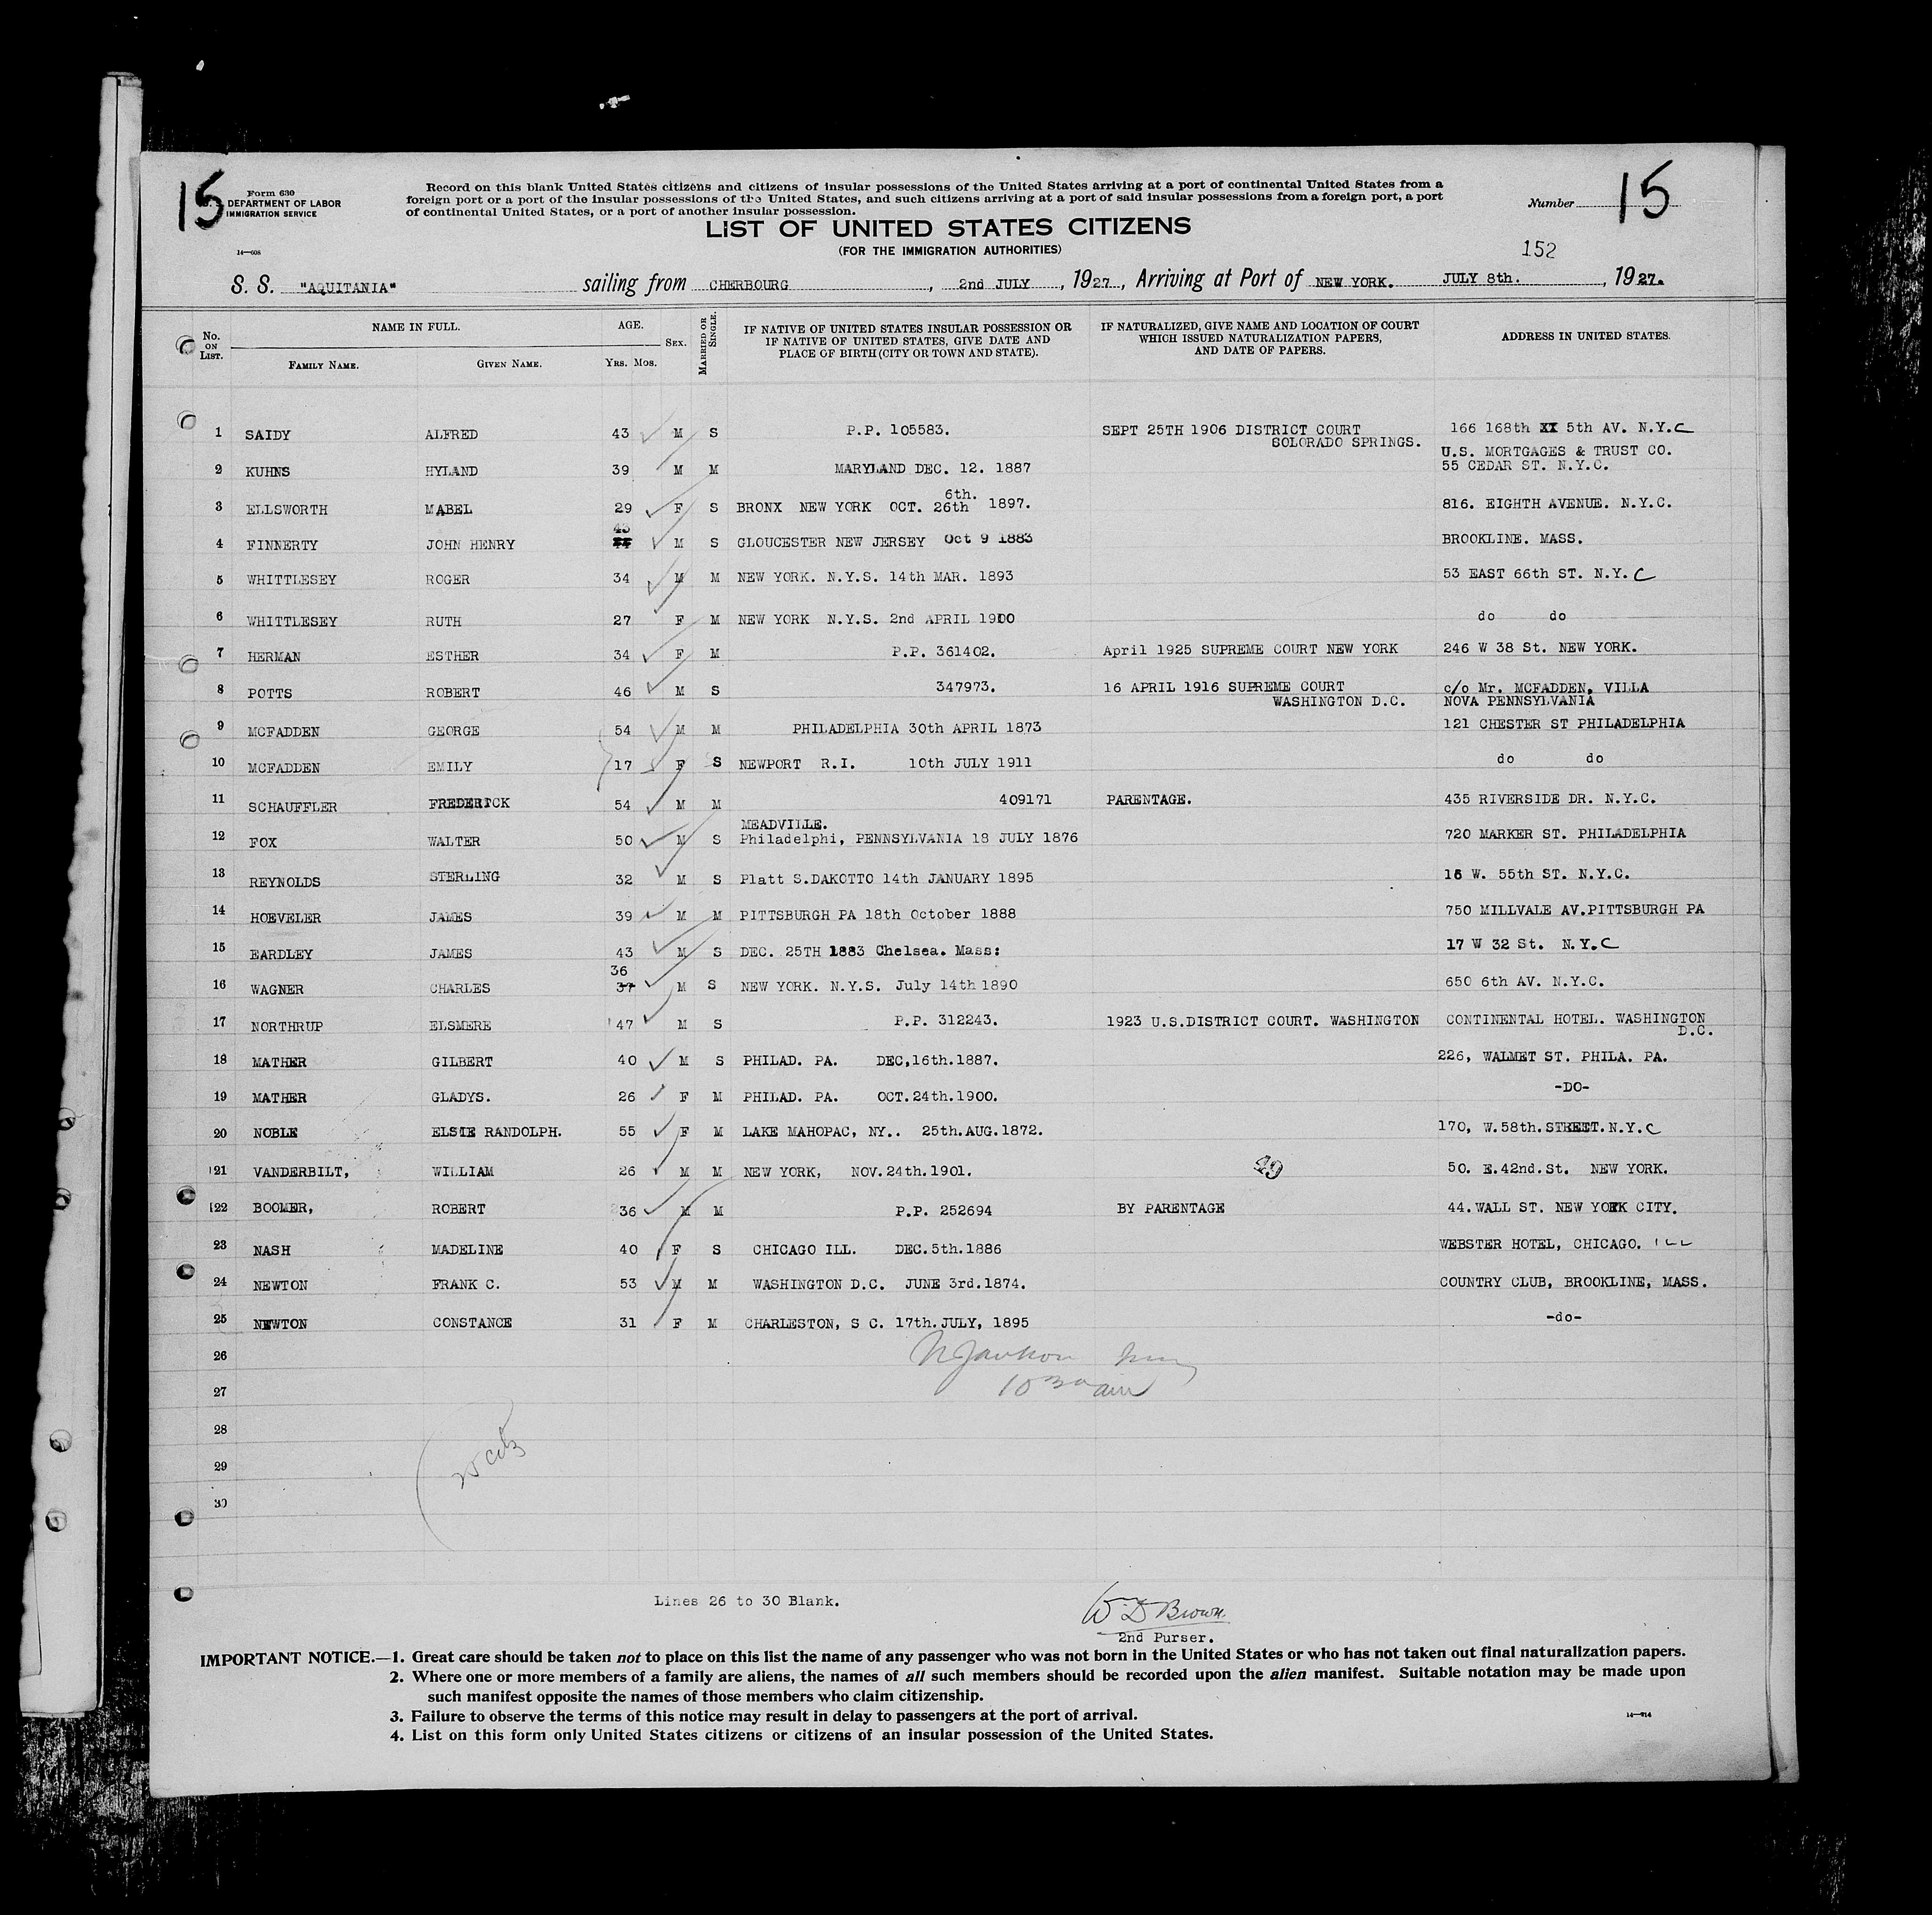 15
Form 630
DEPARTMENT OF LABOR
IMMIGRATION SERVICE
14—608
Record on this blank United States citizens and citizens of insular possessions of the United States arriving at a port of continental United States from a
foreign port or a port of the insular possessions of the United States, and such citizens arriving at a port of said insular possessions from a foreign port, a port
of continental United States, or a port of another insular possession.
Number 15
LIST OF UNITED STATES CITIZENS
(FOR THE IMMIGRATION AUTHORITIES)
152
S. S. "AQUITANIA" sailing from CHERBOURG, 2nd JULY, 1927, Arriving at Port of NEW YORK. JULY 8th., 1927.
No. ON LIST. NAME IN FULL. FAMILY NAME. GIVEN NAME. AGE. YRS. MOS. SEX. MARRIED OR SINGLE.
IF NATIVE OF UNITED STATES INSULAR POSSESSION OR
IF NATIVE OF UNITED STATES, GIVE DATE AND
PLACE OF BIRTH (CITY OR TOWN AND STATE).
IF NATURALIZED, GIVE NAME AND LOCATION OF COURT
WHICH ISSUED NATURALIZATION PAPERS,
AND DATE OF PAPERS.
ADDRESS IN UNITED STATES.
1 SAIDY ALFRED 43 M S P.P. 105583. SEPT 25TH 1906 DISTRICT COURT 166 168th XX 5th AV. N.Y.C
GOLORADO SPRINGS.
U.S. MORTGAGES & TRUST CO.
2 KUHNS HYLAND 39 M M MARYLAND DEC. 12. 1887 55 CEDAR ST. N.Y.C.
6th.
3 ELLSWORTH MABEL 29 F S BRONX NEW YORK OCT. 26th 1897. 816. EIGHTH AVENUE. N.Y.C.
43
4 FINNERTY JOHN HENRY M S GLOUCESTER NEW JERSEY Oct 9 1883 BROOKLINE. MASS.
5 WHITTLESEY ROGER 34 M M NEW YORK. N.Y.S. 14th MAR. 1893 53 EAST 66th ST. N.Y.C
6 WHITTLESEY RUTH 27 F M NEW YORK N.Y.S. 2nd APRIL 1900 do do
7 HERMAN ESTHER 34 F M P.P. 361402. April 1925 SUPREME COURT NEW YORK 246 W 38 St. NEW YORK.
8 POTTS ROBERT 46 M S 347973. 16 APRIL 1916 SUPREME COURT c/o Mr. MCFADDEN, VILLA
WASHINGTON D.C. NOVA PENNSYLVANIA
9 MCFADDEN GEORGE 54 M M PHILADELPHIA 30th APRIL 1873 121 CHESTER ST PHILADELPHIA
10 MCFADDEN EMILY 17 F S NEWPORT R.I. 10th JULY 1911 do do
11 SCHAUFFLER FREDERICK 54 M M 409171 PARENTAGE. 435 RIVERSIDE DR. N.Y.C.
MEADVILLE.
12 FOX WALTER 50 M S Philadelphi, PENNSYLVANIA 18 JULY 1876 720 MARKER ST. PHILADELPHIA
13 REYNOLDS STERLING 32 M S Platt S.DAKOTTO 14th JANUARY 1895 16 W. 55th ST. N.Y.C.
14 HOEVELER JAMES 39 M M PITTSBURGH PA 18th October 1888 750 MILLVALE AV.PITTSBURGH PA
15 EARDLEY JAMES 43 M S DEC. 25TH 1883 Chelsea. Mass: 17 W 32 St. N.Y.C
36
16 WAGNER CHARLES 37 M S NEW YORK. N.Y.S. July 14th 1890 650 6th AV. N.Y.C.
17 NORTHRUP ELSMERE 47 M S P.P. 312243. 1923 U.S.DISTRICT COURT. WASHINGTON CONTINENTAL HOTEL. WASHINGTON
D.C.
18 MATHER GILBERT 40 M S PHILAD. PA. DEC,16th.1887. 226, WALMET ST. PHILA. PA.
19 MATHER GLADYS. 26 F M PHILAD. PA. OCT.24th.1900. -DO-
20 NOBLE ELSIE RANDOLPH. 55 F M LAKE MAHOPAC, NY.. 25th.AUG.1872. 170, W.58th.STREET.N.Y.C
21 VANDERBILT, WILLIAM 26 M M NEW YORK, NOV.24th.1901. 49 50. E.42nd.St. NEW YORK.
22 BOOMER, ROBERT 36 M M P.P. 252694 BY PARENTAGE 44.WALL ST. NEW YORK CITY.
23 NASH MADELINE 40 F S CHICAGO ILL. DEC.5th.1886 WEBSTER HOTEL, CHICAGO. ILL
24 NEWTON FRANK C. 53 M M WASHINGTON D.C. JUNE 3rd.1874. COUNTRY CLUB, BROOKLINE, MASS.
25 NEWTON CONSTANCE 31 F M CHARLESTON, S C. 17th.JULY, 1895 -do-
26
27 10 30 am
28
29
30
Lines 26 to 30 Blank.
W D Brown.
2nd Purser.
IMPORTANT NOTICE.—1. Great care should be taken not to place on this list the name of any passenger who was not born in the United States or who has not taken out final naturalization papers.
2. Where one or more members of a family are aliens, the names of all such members should be recorded upon the alien manifest. Suitable notation may be made upon
such manifest opposite the names of those members who claim citizenship.
3. Failure to observe the terms of this notice may result in delay to passengers at the port of arrival.
4. List on this form only United States citizens or citizens of an insular possession of the United States.
14—614